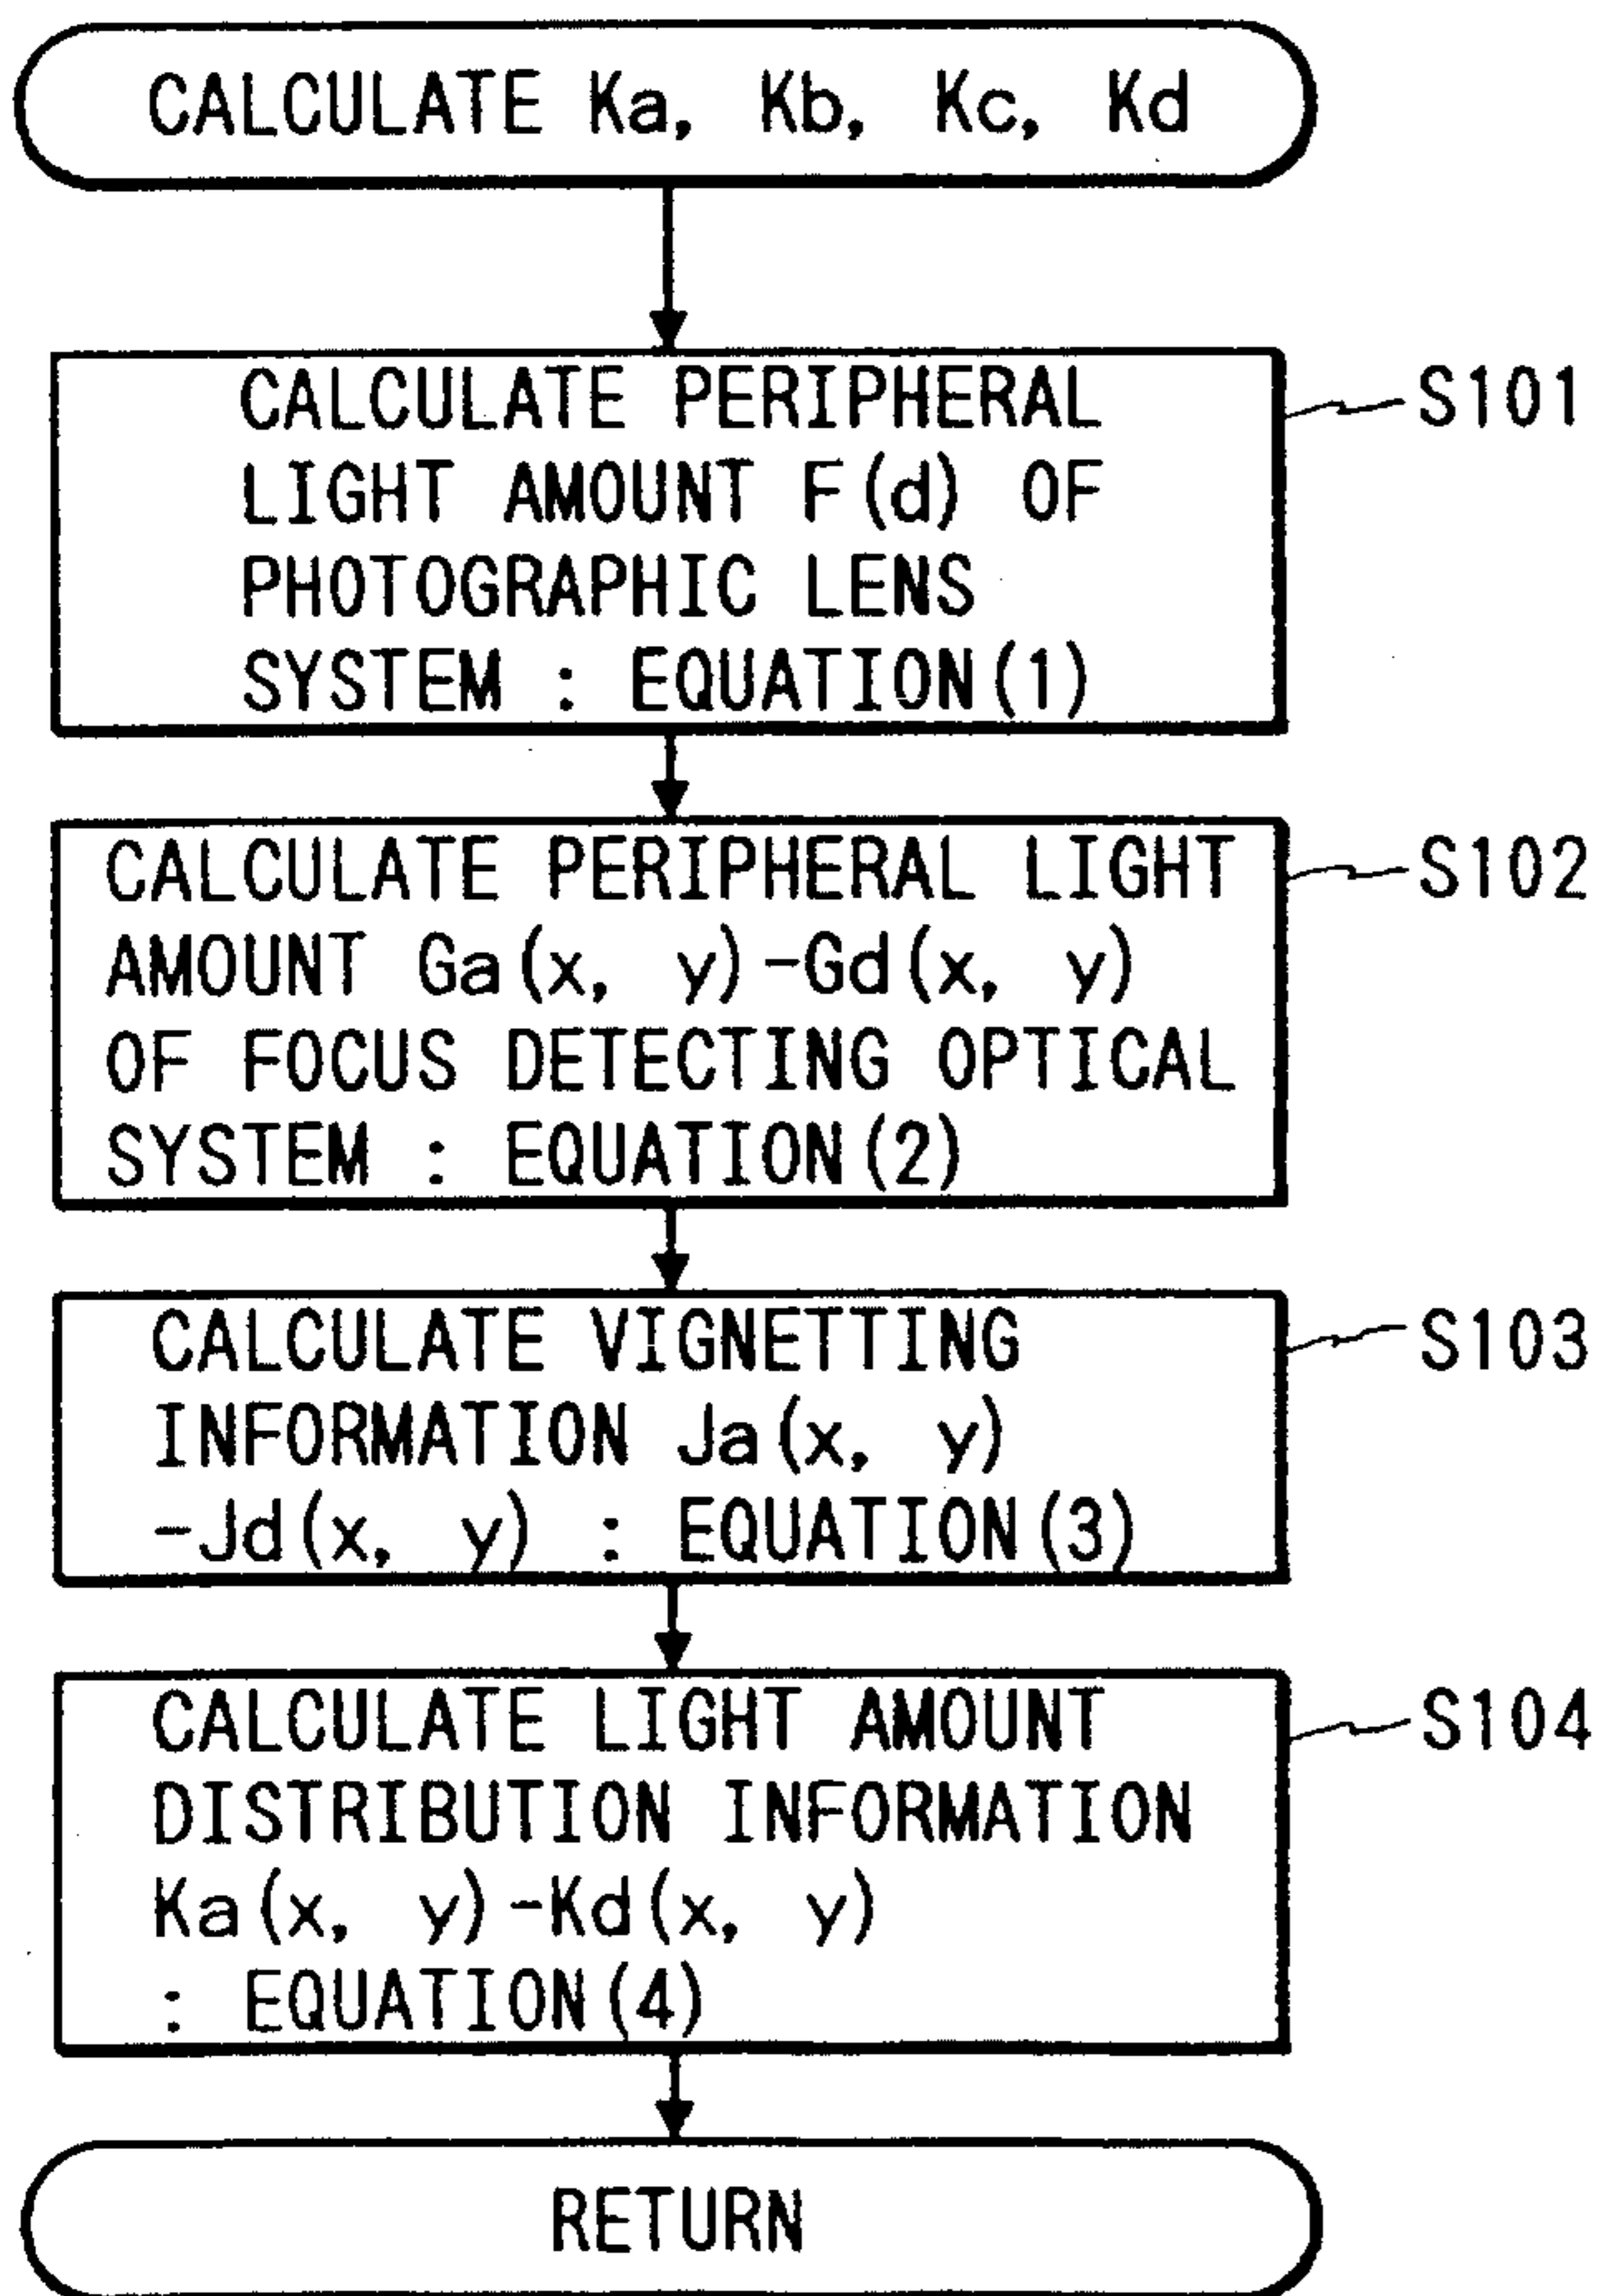 CALCULATE Ka, Kb, Kc, Kd
CALCULATE PERIPHERAL
LIGHT AMOUNT F(d) OF
PHOTOGRAPHIC LENS
SYSTEM : EQUATION(1)
S101
CALCULATE PERIPHERAL LIGHT
AMOUNT Ga(x, y)-Gd(x, y)
OF FOCUS DETECTING OPTICAL
SYSTEM : EQUATION(2)
S102
CALCULATE VIGNETTING
INFORMATION Ja(x, y)
-Jd(x, y) : EQUATION(3)
S103
CALCULATE LIGHT AMOUNT
DISTRIBUTION INFORMATION
Ka(x, y)-Kd(x, y)
: EQUATION(4)
S104
RETURN